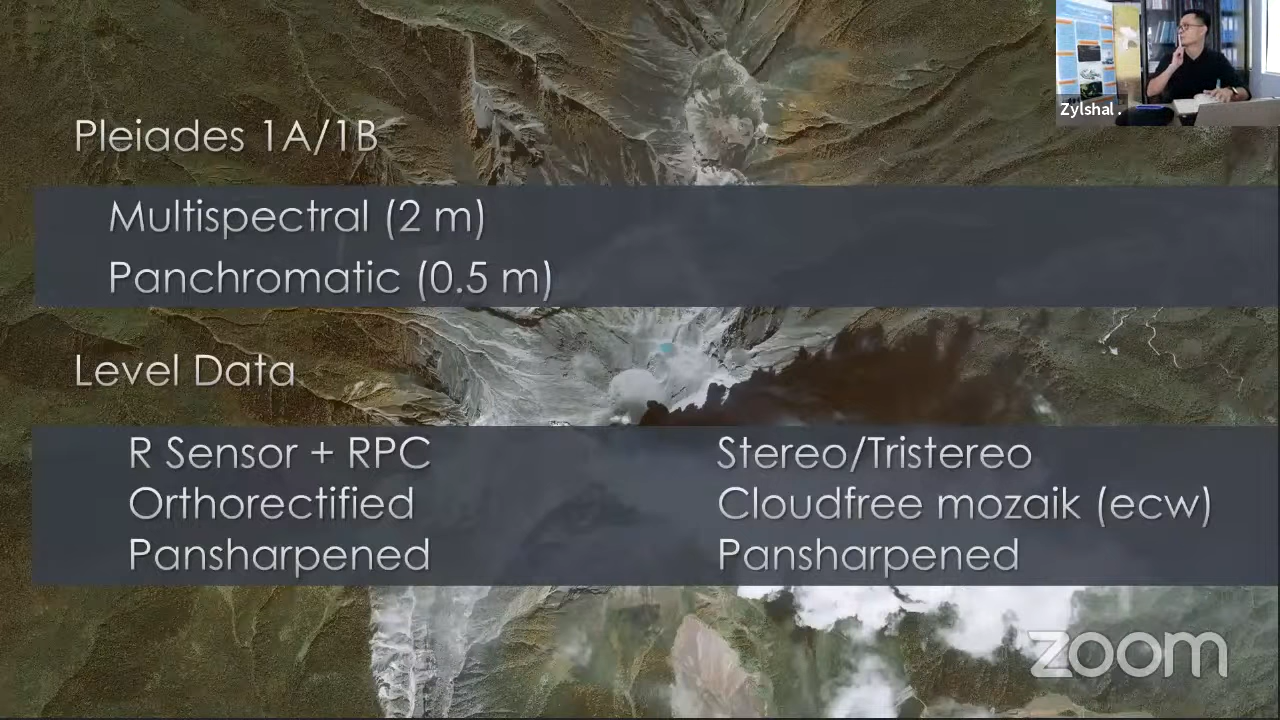 Zylshal .
Pleiades 1A/1B
Multispectral (2 m)
Panchromatic (0.5 m)
Level Data
R Sensor + RPC
Orthorectified
Pansharpened
Stereo/Tristereo
Cloudfree mozaik (ecw)
Pansharpened
zoom